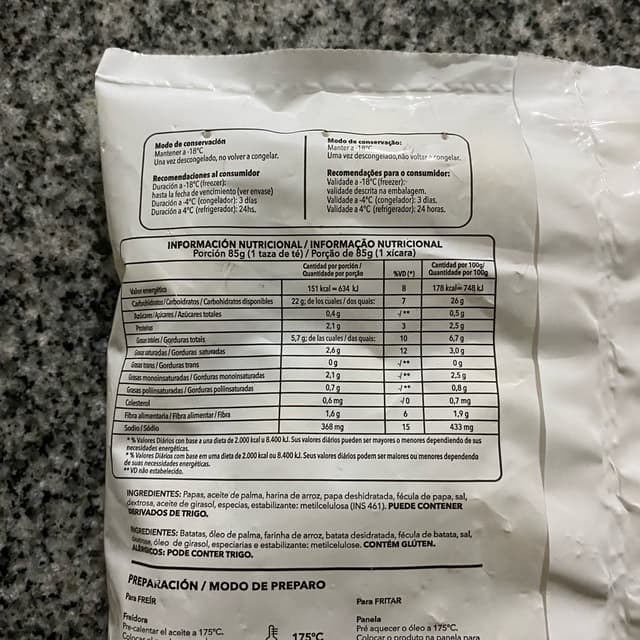 Modo de conservación
Mantener a -18°C
Una vez descongelado, no volver a congelar.
Recomendaciones al consumidor
Duración a -18°C (freezer):
hasta la fecha de vencimiento (ver envase)
Duración a -4°C (congelador): 3 días
Duración a 4°C (refrigerador): 24hs.
Modo de conservação:
Manter a -18°C
Uma vez descongelado,não voltar a congelar.
Recomendações para o consumidor:
Validade a -18°C (freezer):-
validade descrita na embalagem.
Validade a -4°C (congelador): 3 dias.
Validade a 4°C (refrigerador): 24 horas.
INFORMACIÓN NUTRICIONAL / INFORMAÇÃO NUTRICIONAL
Porción 85g (1 taza de té) / Porção de 85g (1 xícara)
Cantidad por porción / %VD (*) Cantidad por 100g/
Quantidade por porção Quantidade por 100g
Valor energético 151 kcal = 634 kJ 8 178 kcal= 748 kJ
Carbohidratos / Carboidratos / Carbohidratos disponibles 22 g; de los cuales / dos quais: 7 26 g
Azúcares /Açúcares / Azúcares totales 0,4 g -/** 0,5 g
Proteínas 2,1 g 3 2,5 g
Grasas totales / Gorduras totais 5,7 g; de las cuales / das quais: 10 6,7 g
Grasas saturadas / Gorduras saturadas 2,6 g 12 3,0 g
Grasas trans / Gorduras trans 0 g -/** 0 g
Grasas monoinsaturadas / Gorduras monoinsaturadas 2,1 g -/** 2,5 g
Grasas poliinsaturadas / Gorduras poliinsaturadas 0,7 g -/** 0,8 g
Colesterol 0,6 mg -/0 0,7 mg
Fibra alimentaria / Fibra alimentar / Fibra 1,6 g 6 1,9 g
Sodio / Sódio 368 mg 15 433 mg
* % Valores Diarios con base a una dieta de 2.000 kcal u 8.400 kJ. Sus valores diarios pueden ser mayores o menores dependiendo de sus
necesidades energéticas.
* % Valores Diários com base em uma dieta de 2.000 kcal ou 8.400 kJ. Seus valores diários podem ser maiores ou menores dependendo
de suas necessidades energéticas.
** VD não estabelecido.
INGREDIENTES: Papas, aceite de palma, harina de arroz, papa deshidratada, fécula de papa, sal,
dextrosa, aceite de girasol, especias, estabilizante: metilcelulosa (INS 461). PUEDE CONTENER
DERIVADOS DE TRIGO.
INGREDIENTES: Batatas, óleo de palma, farinha de arroz, batata desidratada, fécula de batata, sal,
dextrose, óleo de girasol, especiarias e estabilizante: metilcelulose. CONTÉM GLÚTEN.
ALÉRGICOS: PODE CONTER TRIGO.
PREPARACIÓN / MODO DE PREPARO
Para FREÍR
Freidora
Pre-calentar el aceite a 175°C.
Colocar el
175°C
Para FRITAR
Panela
Pré aquecer o óleo a 175°C.
Colocar o produto na panela para